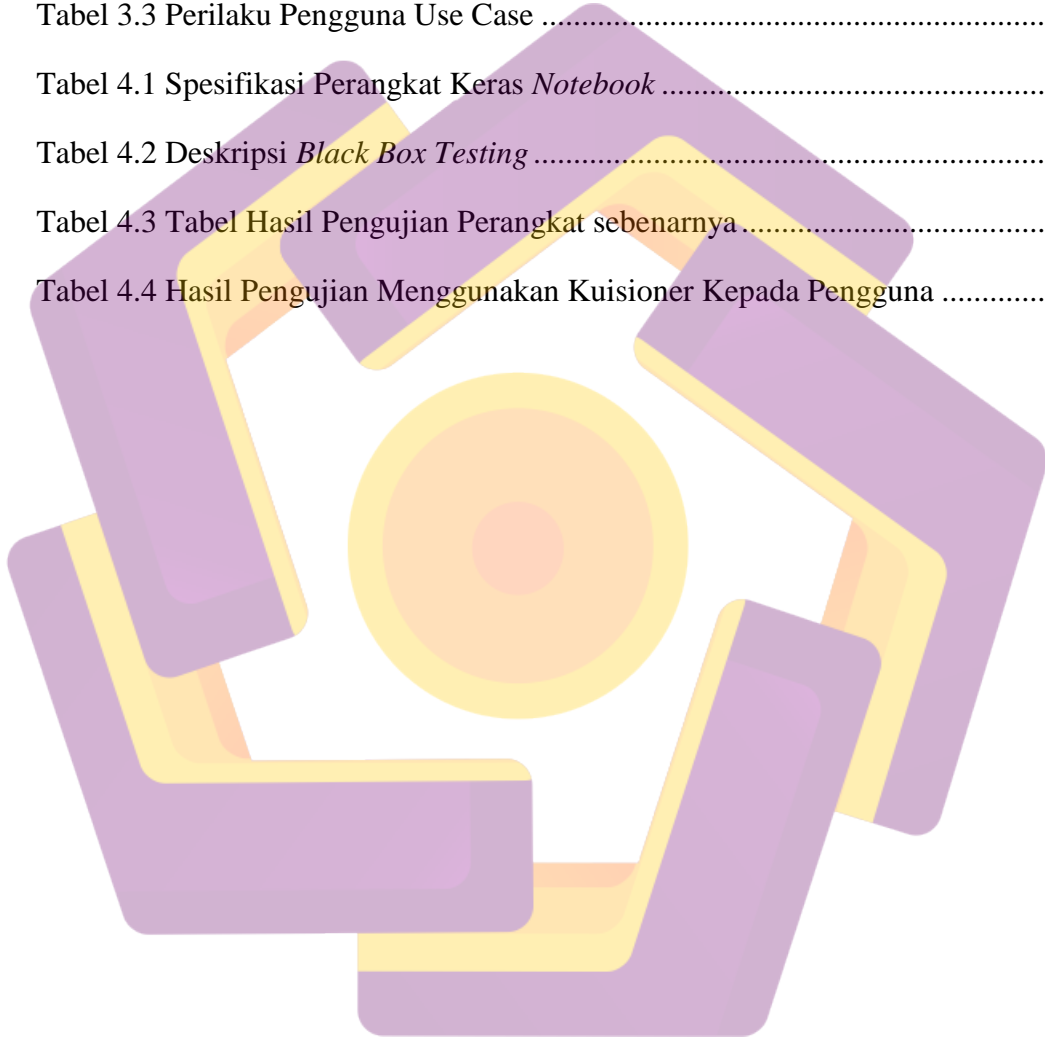 Tabel 3.3 Perilaku Pengguna Use Case ............................................................
Tabel 4.1 Spesifikasi Perangkat Keras Notebook ..............................................
Tabel 4.2 Deskripsi Black Box Testing .............................................................
Tabel 4.3 Tabel Hasil Pengujian Perangkat sebenarnya ....................................
Tabel 4.4 Hasil Pengujian Menggunakan Kuisioner Kepada Pengguna .............